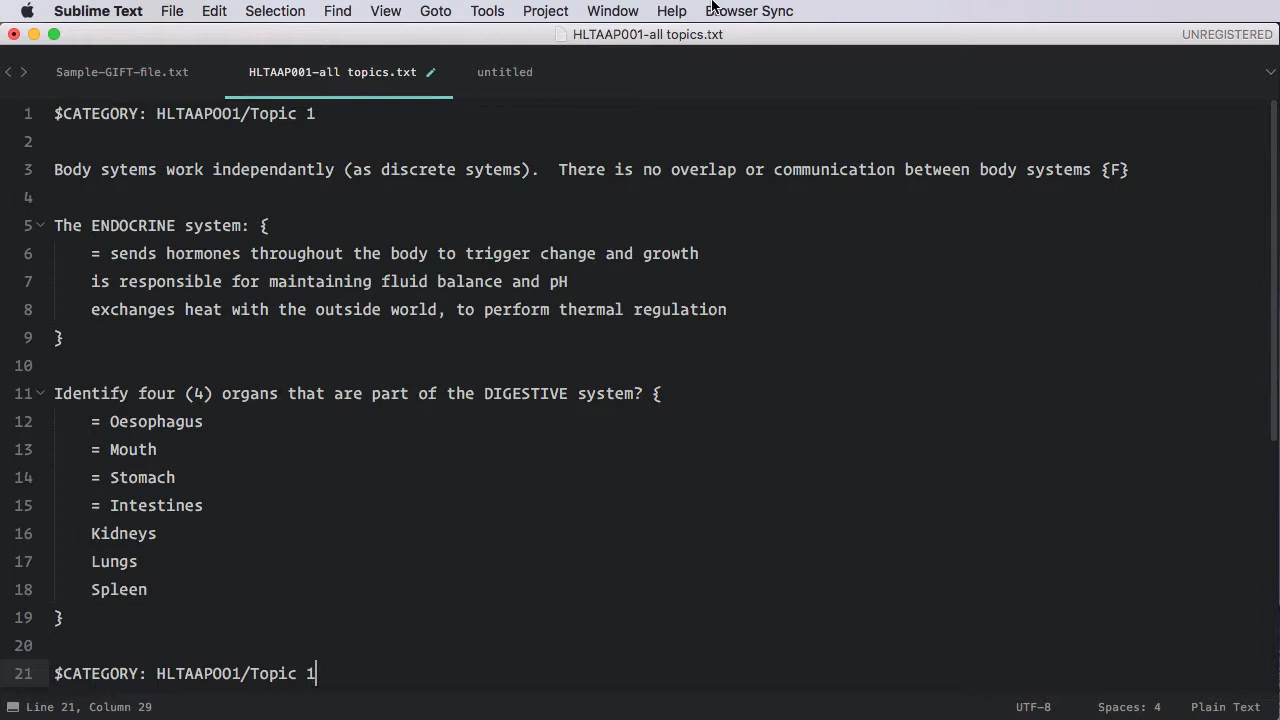 Sublime Text File Edit Selection Find View Goto Tools Project Window Help Browser Sync
HLTAAP001-all topics.txt UNREGISTERED
Sample-GIFT-file.txt HLTAAP001-all topics.txt untitled
1 $CATEGORY: HLTAAP001/Topic 1
2
3 Body sytems work independantly (as discrete sytems).  There is no overlap or communication between body systems {F}
4
5 The ENDOCRINE system: {
6 = sends hormones throughout the body to trigger change and growth
7 is responsible for maintaining fluid balance and pH
8 exchanges heat with the outside world, to perform thermal regulation
9 }
10
11 Identify four (4) organs that are part of the DIGESTIVE system? {
12 = Oesophagus
13 = Mouth
14 = Stomach
15 = Intestines
16 Kidneys
17 Lungs
18 Spleen
19 }
20
21 $CATEGORY: HLTAAP001/Topic 1
Line 21, Column 29 UTF-8 Spaces: 4 Plain Text